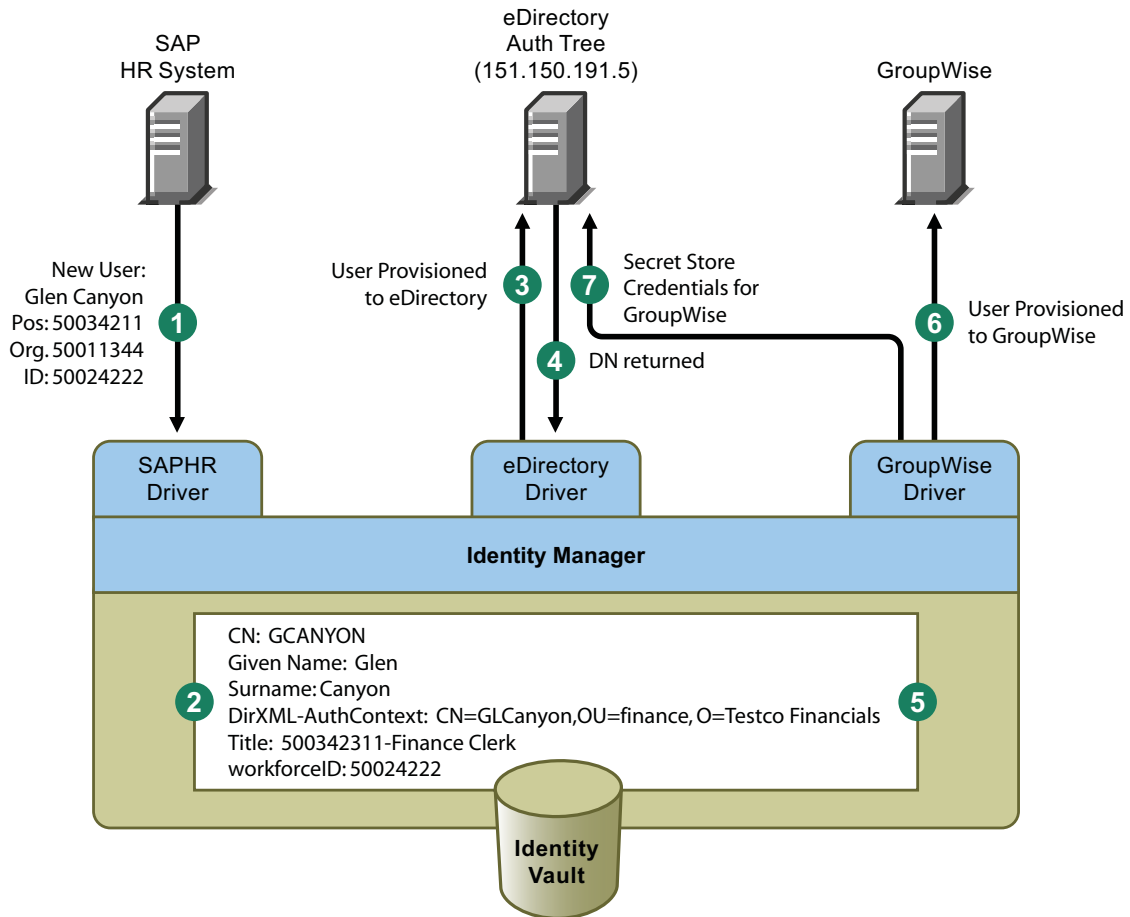 SAP
HR System
eDirectory
Auth Tree
(151.150.191.5)
GroupWise
New User:
Glen Canyon
Pos: 50034211
Org. 50011344
ID: 50024222
1
User Provisioned
to eDirectory
3
4
DN returned
7
Secret Store
Credentials for
GroupWise
6
User Provisioned
to GroupWise
SAPHR
Driver
eDirectory
Driver
GroupWise
Driver
Identity Manager
2
CN: GCANYON
Given Name: Glen
Surname: Canyon
DirXML-AuthContext: CN=GLCanyon,OU=finance, O=Testco Financials
Title: 500342311-Finance Clerk
workforceID: 50024222
5
Identity
Vault